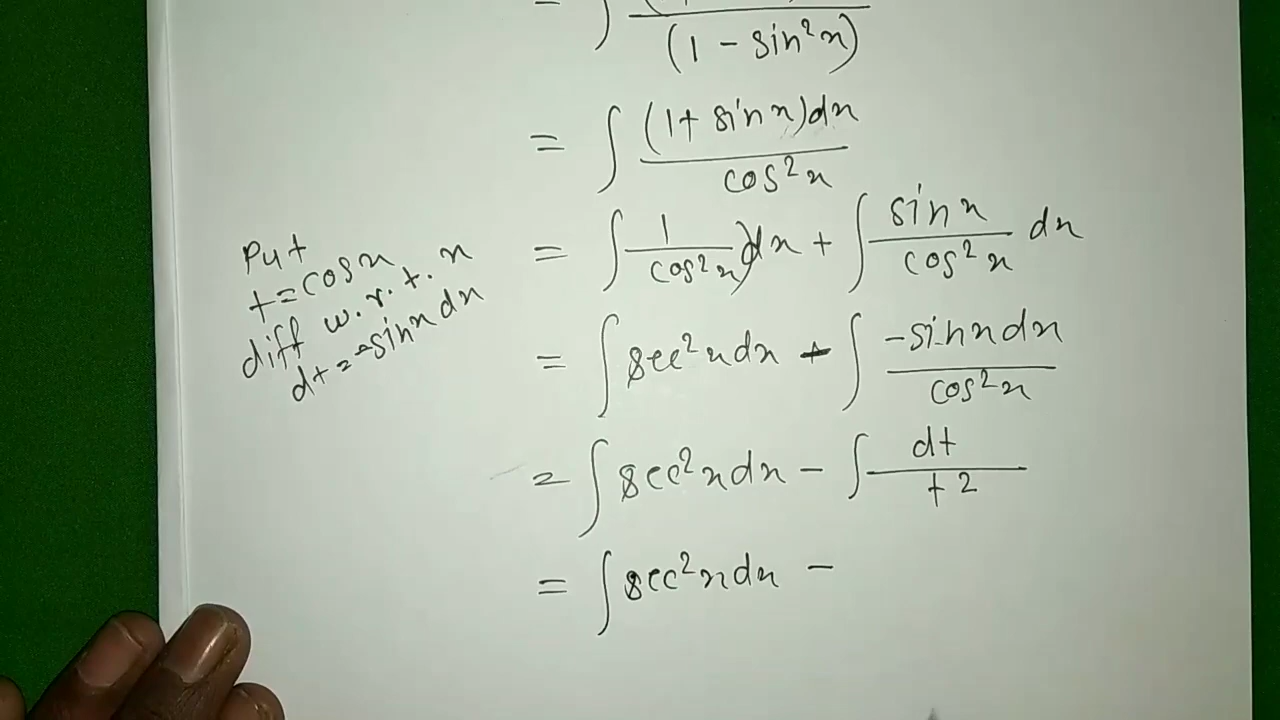 (1 - sin²x)
= ∫ (1 + sin x) dx / cos²x
= ∫ 1 / cos²x dx + ∫ sin x / cos²x dx
= ∫ sec²x dx + ∫ -sin x dx / cos²x
= ∫ sec²x dx - ∫ dt / t2
= ∫ sec²x dx -
Put
t = cos x
diff w.r.t. x
dt = -sin x dx